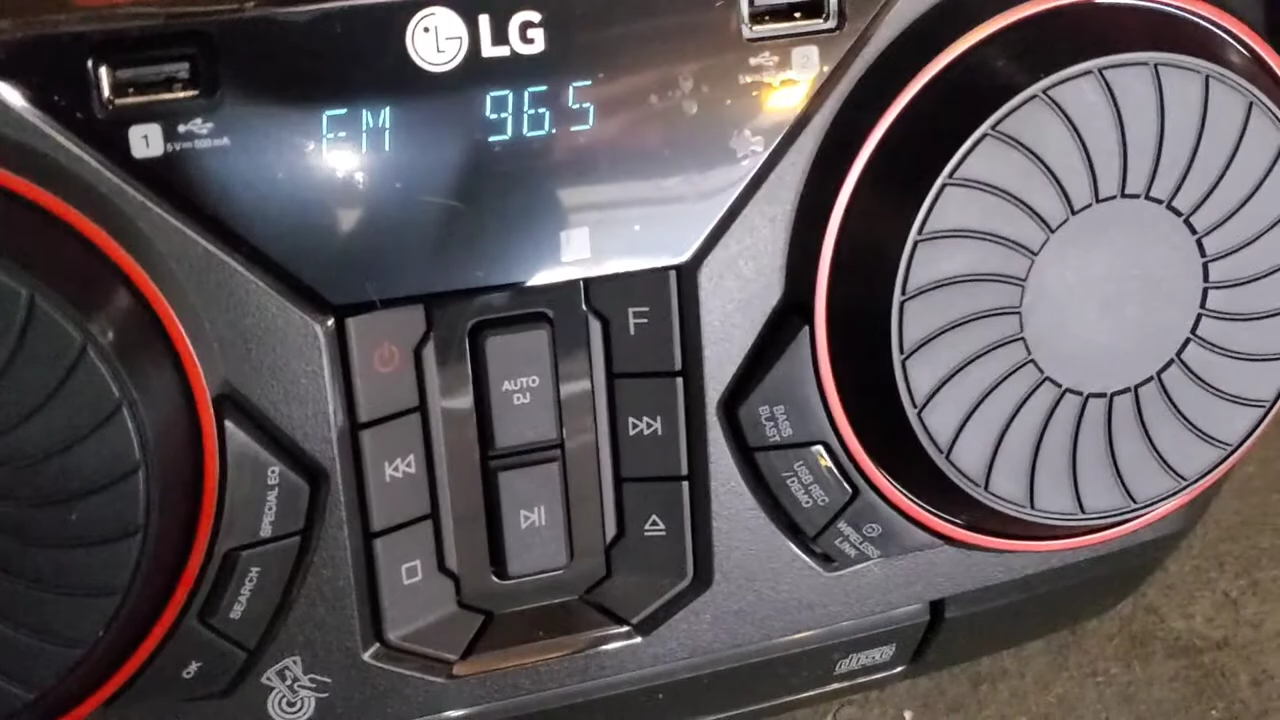 LG
FM 96.5
1
5V⎓500mA
2
F
AUTO
DJ
BASS
BLAST
USB REC
/ DEMO
WIRELESS
LINK
SPECIAL EQ
SEARCH
OK
disc